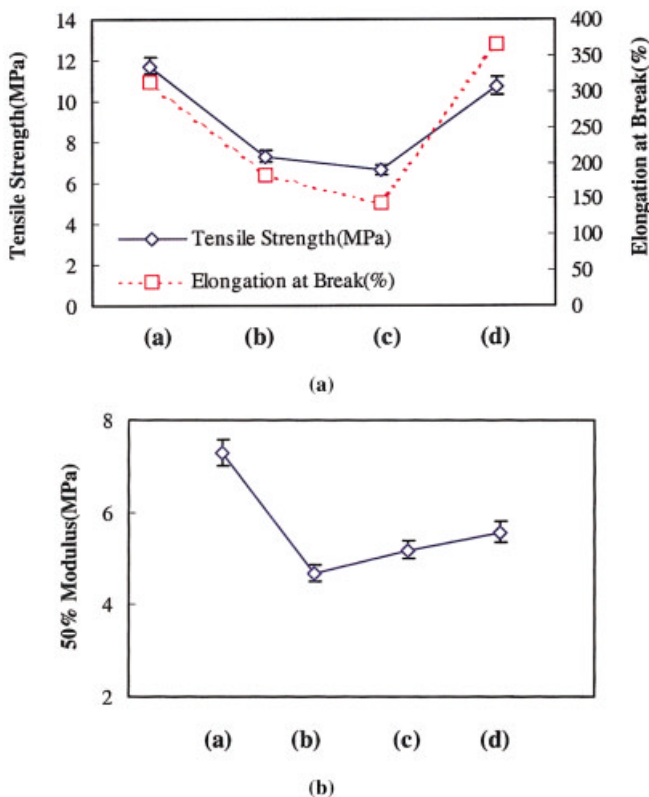 14
12
10
8
6
4
2
0
Tensile Strength(MPa)
400
350
300
250
200
150
100
50
0
Elongation at Break(%)
Tensile Strength(MPa)
Elongation at Break(%)
(a) (b) (c) (d)
(a)
8
6
4
2
50% Modulus(MPa)
(a) (b) (c) (d)
(b)